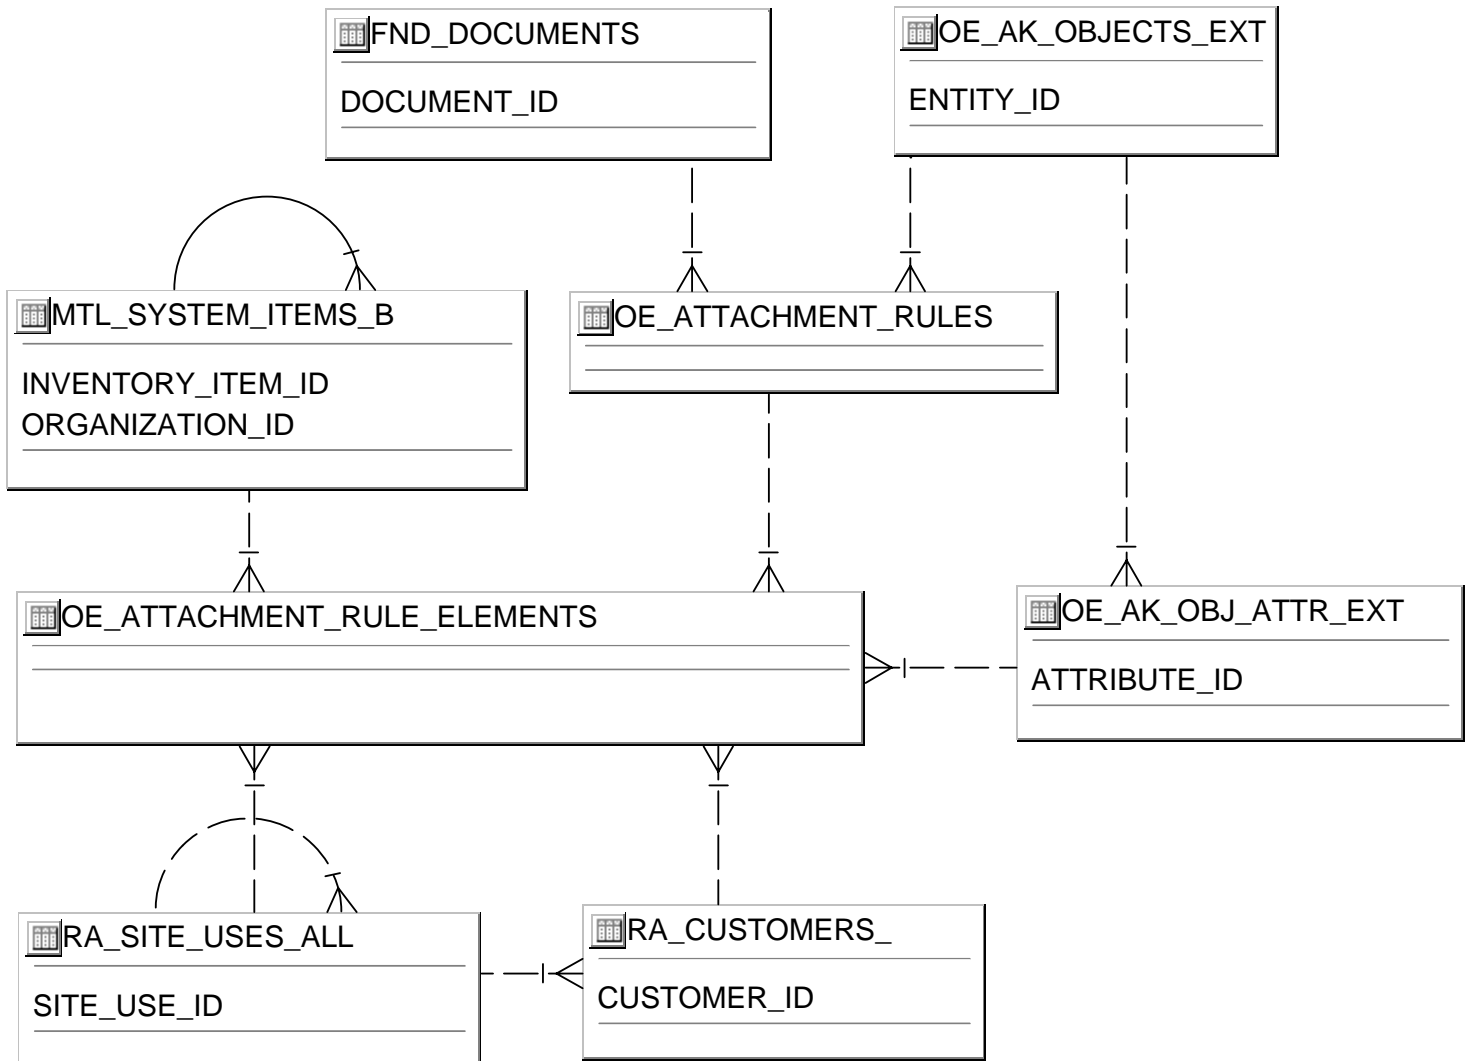 FND_DOCUMENTS
DOCUMENT_ID
OE_AK_OBJECTS_EXT
ENTITY_ID
MTL_SYSTEM_ITEMS_B
INVENTORY_ITEM_ID
ORGANIZATION_ID
OE_ATTACHMENT_RULES
OE_ATTACHMENT_RULE_ELEMENTS
OE_AK_OBJ_ATTR_EXT
ATTRIBUTE_ID
RA_SITE_USES_ALL
SITE_USE_ID
RA_CUSTOMERS_
CUSTOMER_ID